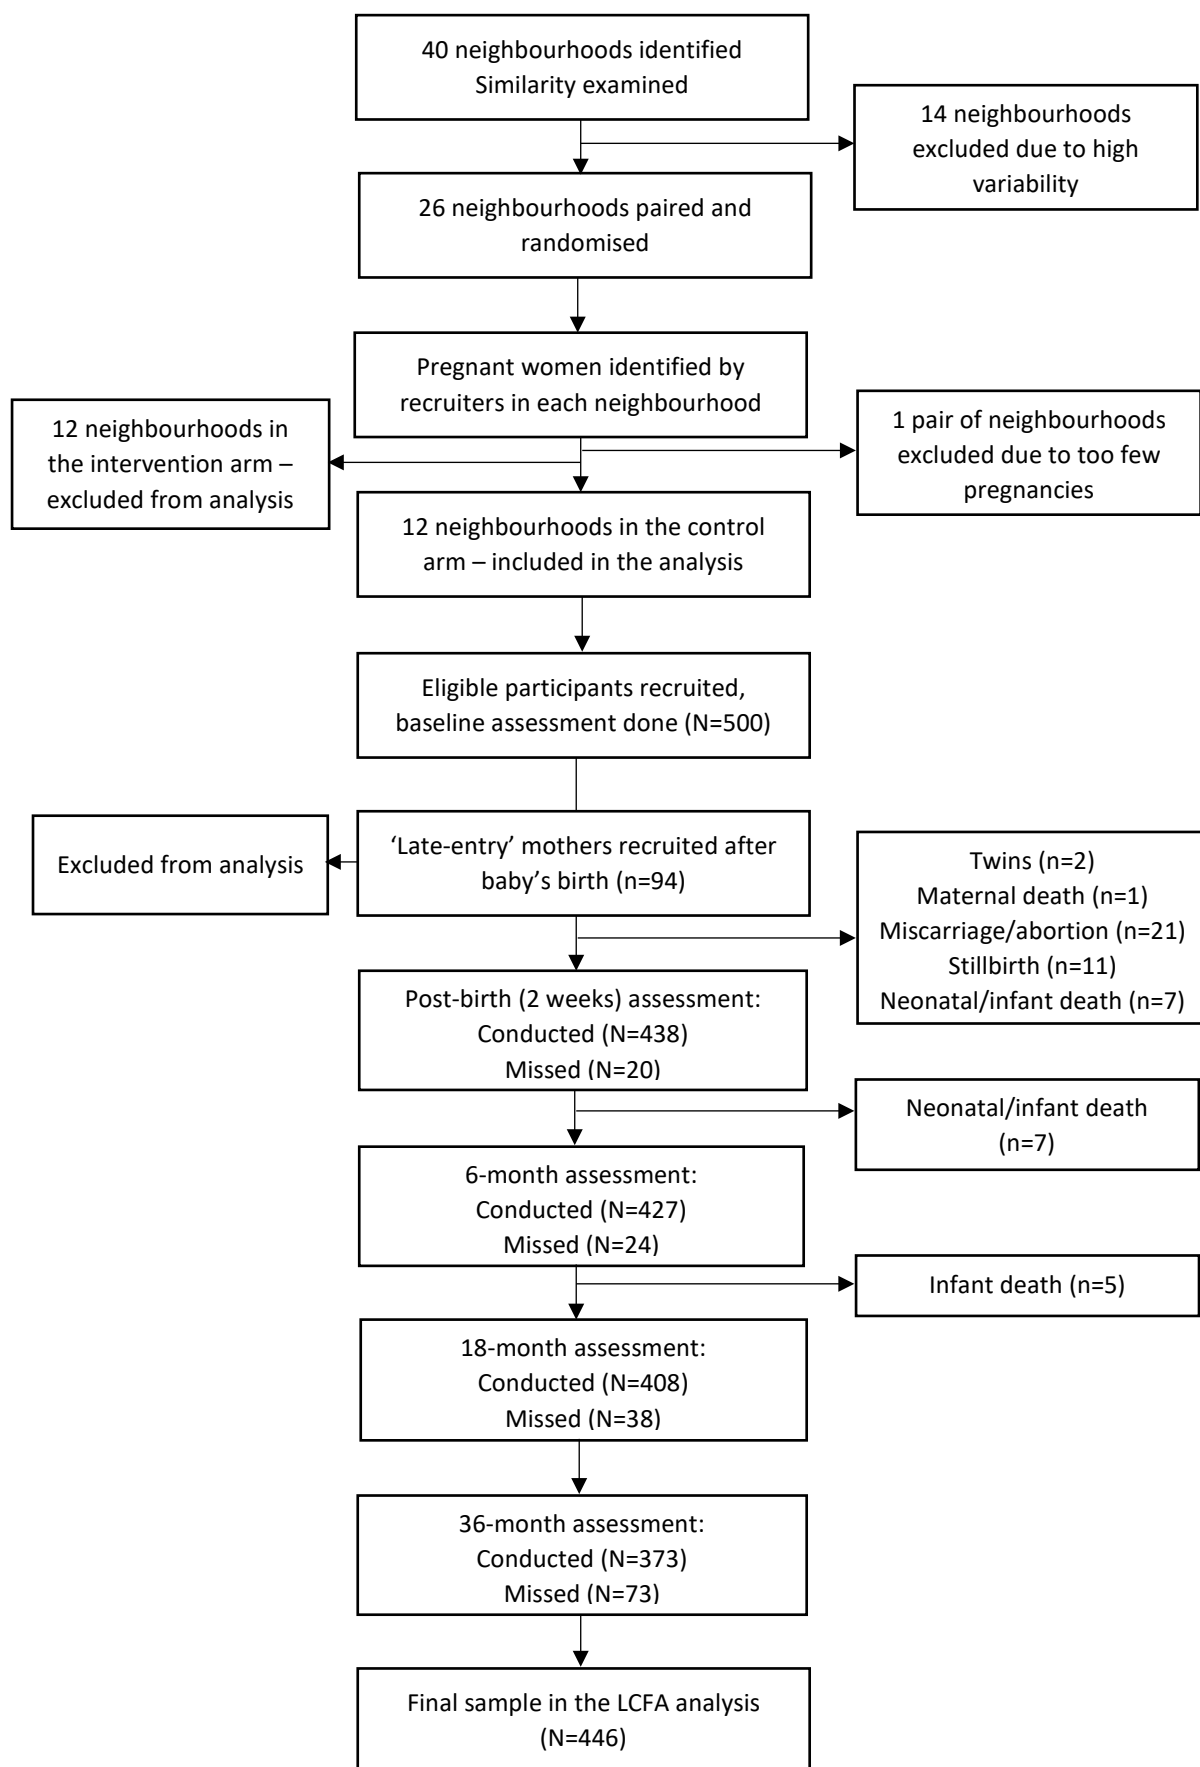 40 neighbourhoods identified
Similarity examined
14 neighbourhoods
excluded due to high
variability
26 neighbourhoods paired and
randomised
Pregnant women identified by
recruiters in each neighbourhood
12 neighbourhoods in
the intervention arm –
excluded from analysis
1 pair of neighbourhoods
excluded due to too few
pregnancies
12 neighbourhoods in the control
arm – included in the analysis
Eligible participants recruited,
baseline assessment done (N=500)
Excluded from analysis
‘Late-entry’ mothers recruited after
baby’s birth (n=94)
Twins (n=2)
Maternal death (n=1)
Miscarriage/abortion (n=21)
Stillbirth (n=11)
Neonatal/infant death (n=7)
Post-birth (2 weeks) assessment:
Conducted (N=438)
Missed (N=20)
Neonatal/infant death
(n=7)
6-month assessment:
Conducted (N=427)
Missed (N=24)
Infant death (n=5)
18-month assessment:
Conducted (N=408)
Missed (N=38)
36-month assessment:
Conducted (N=373)
Missed (N=73)
Final sample in the LCFA analysis
(N=446)